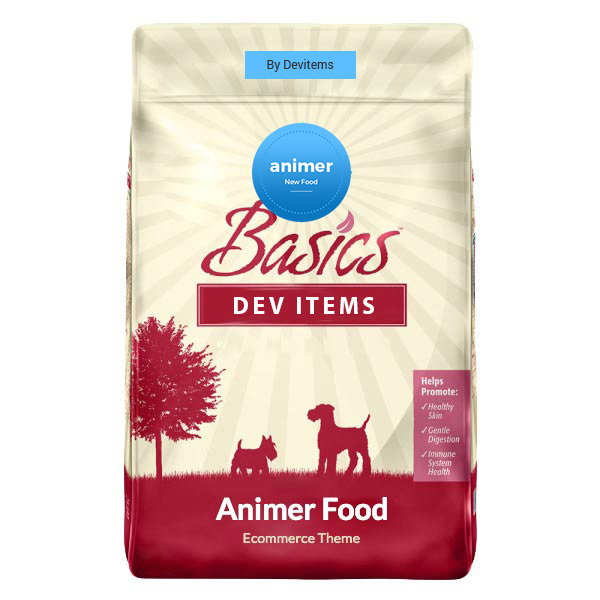 By Devitems
animer
New Food
Basics™
DEV ITEMS
Helps
Promote:
✓Healthy
Skin
✓Gentle
Digestion
✓Immune
System
Health
Animer Food
Ecommerce Theme